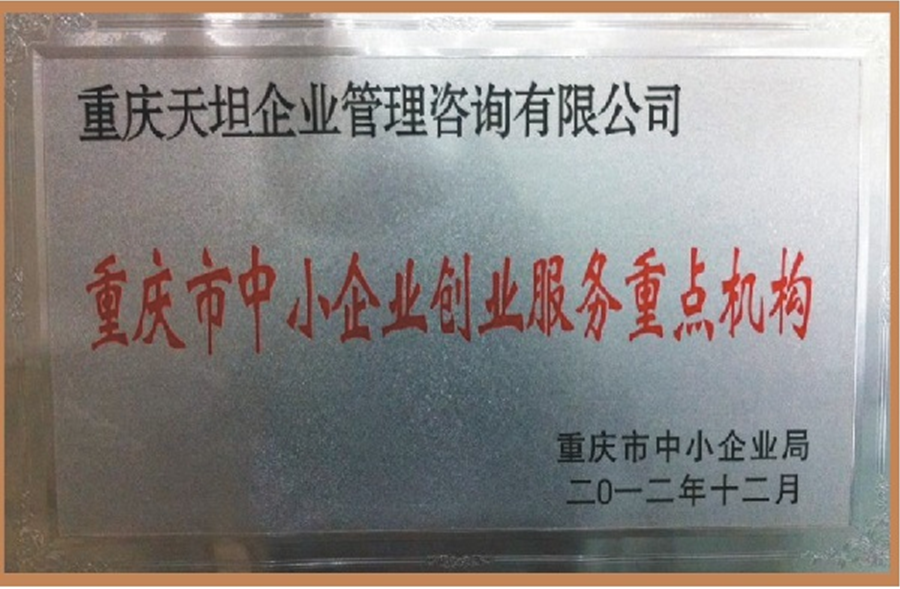 重庆天坦企业管理咨询有限公司
重庆市中小企业创业服务重点机构
重庆市中小企业局
二0一二年十二月